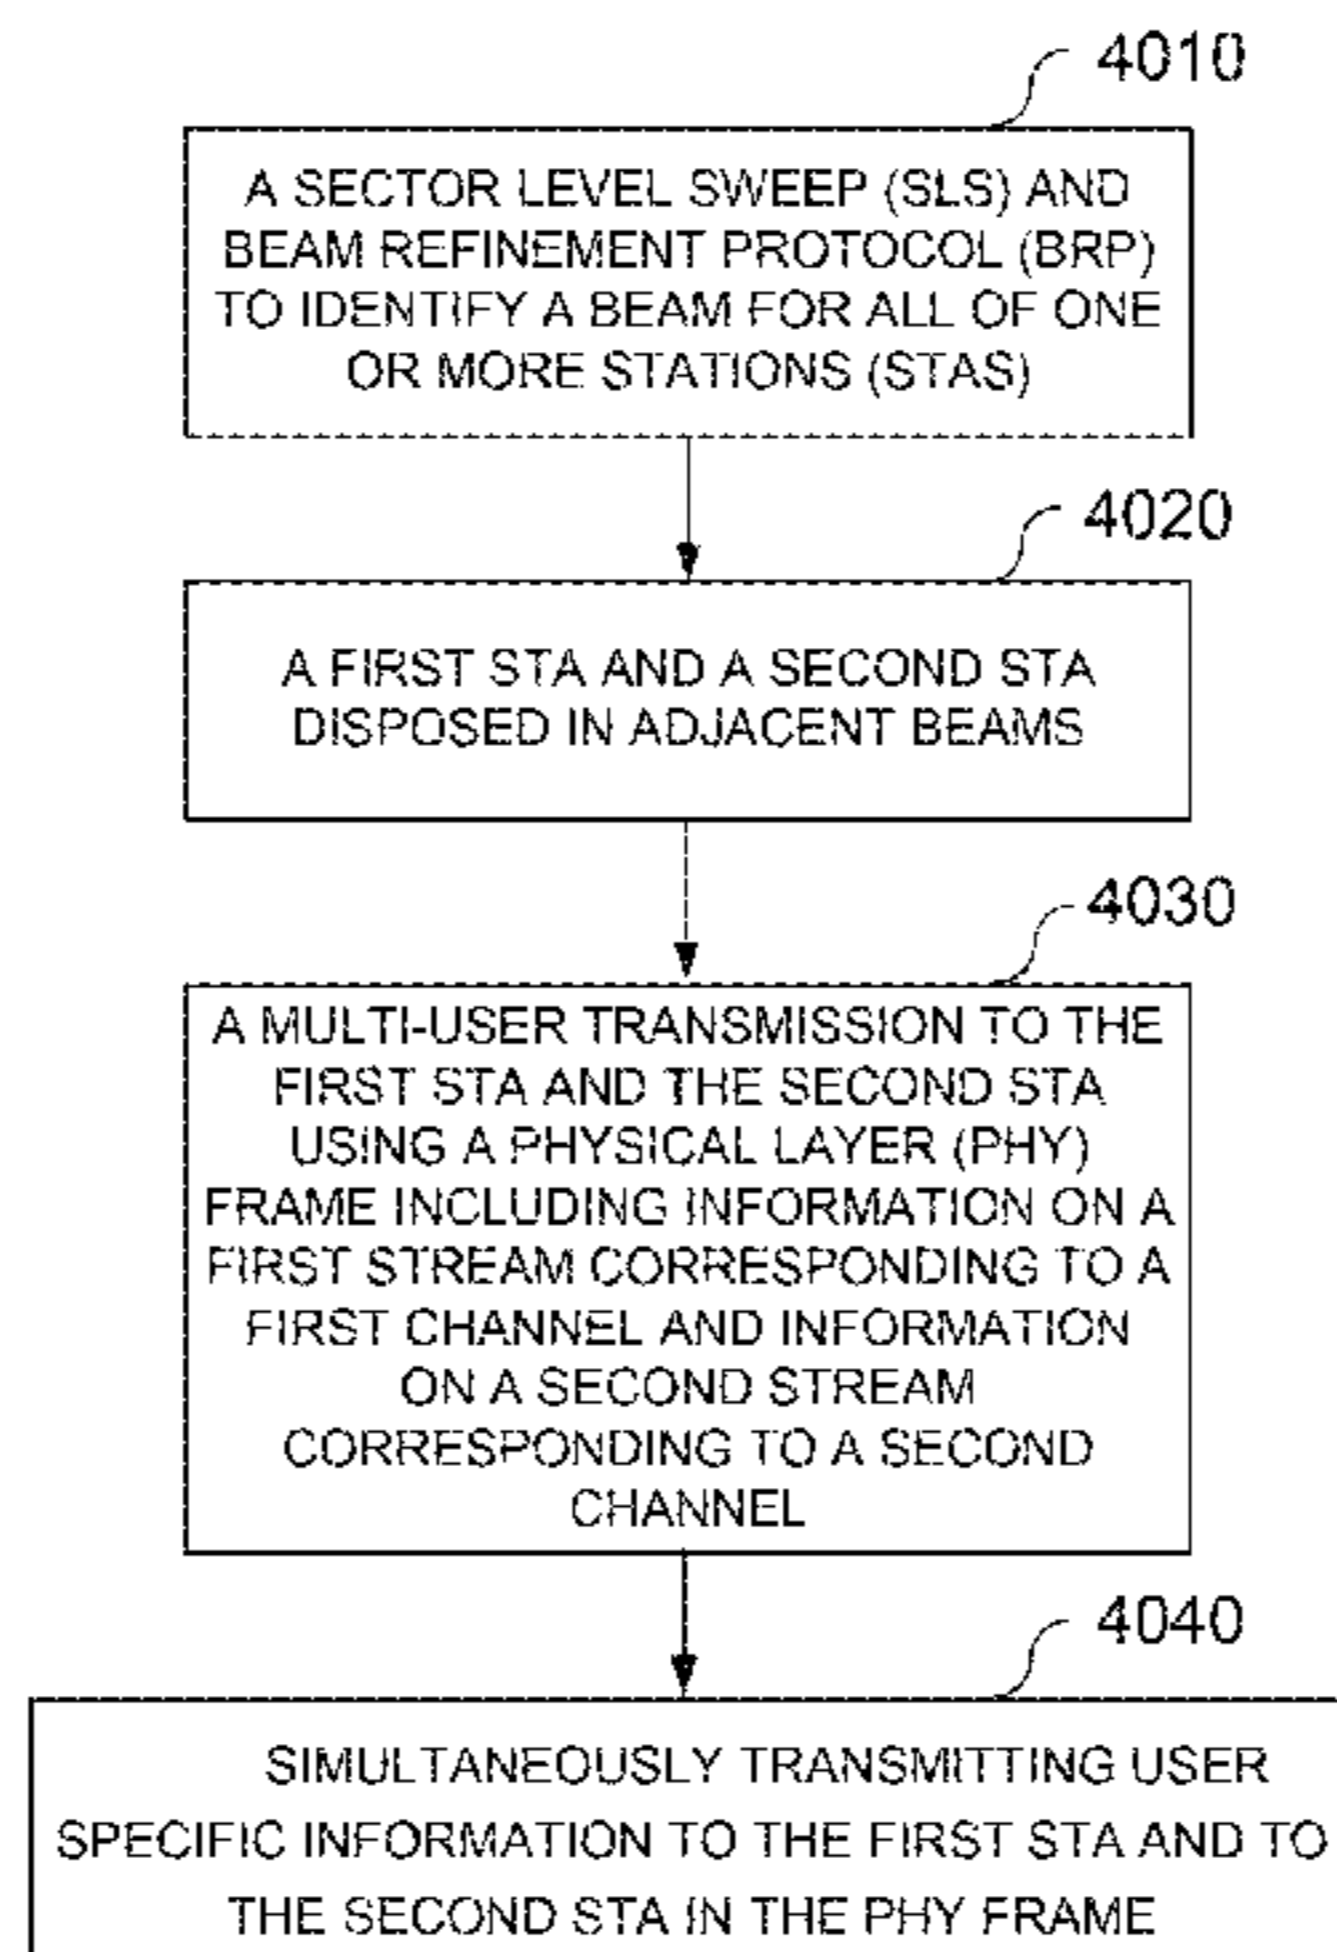 4010
A SECTOR LEVEL SWEEP (SLS) AND
BEAM REFINEMENT PROTOCOL (BRP)
TO IDENTIFY A BEAM FOR ALL OF ONE
OR MORE STATIONS (STAS)
4020
A FIRST STA AND A SECOND STA
DISPOSED IN ADJACENT BEAMS
4030
A MULTI-USER TRANSMISSION TO THE
FIRST STA AND THE SECOND STA
USING A PHYSICAL LAYER (PHY)
FRAME INCLUDING INFORMATION ON A
FIRST STREAM CORRESPONDING TO A
FIRST CHANNEL AND INFORMATION
ON A SECOND STREAM
CORRESPONDING TO A SECOND
CHANNEL
4040
SIMULTANEOUSLY TRANSMITTING USER
SPECIFIC INFORMATION TO THE FIRST STA AND TO
THE SECOND STA IN THE PHY FRAME